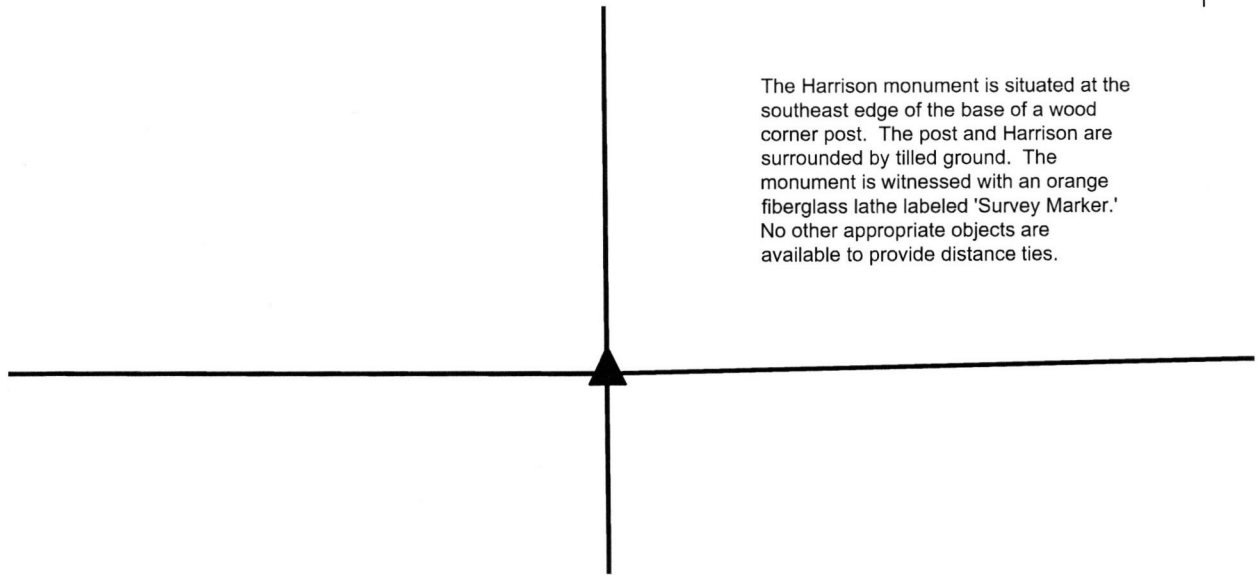 The Harrison monument is situated at the
southeast edge of the base of a wood
corner post.  The post and Harrison are
surrounded by tilled ground.  The
monument is witnessed with an orange
fiberglass lathe labeled 'Survey Marker.'
No other appropriate objects are
available to provide distance ties.